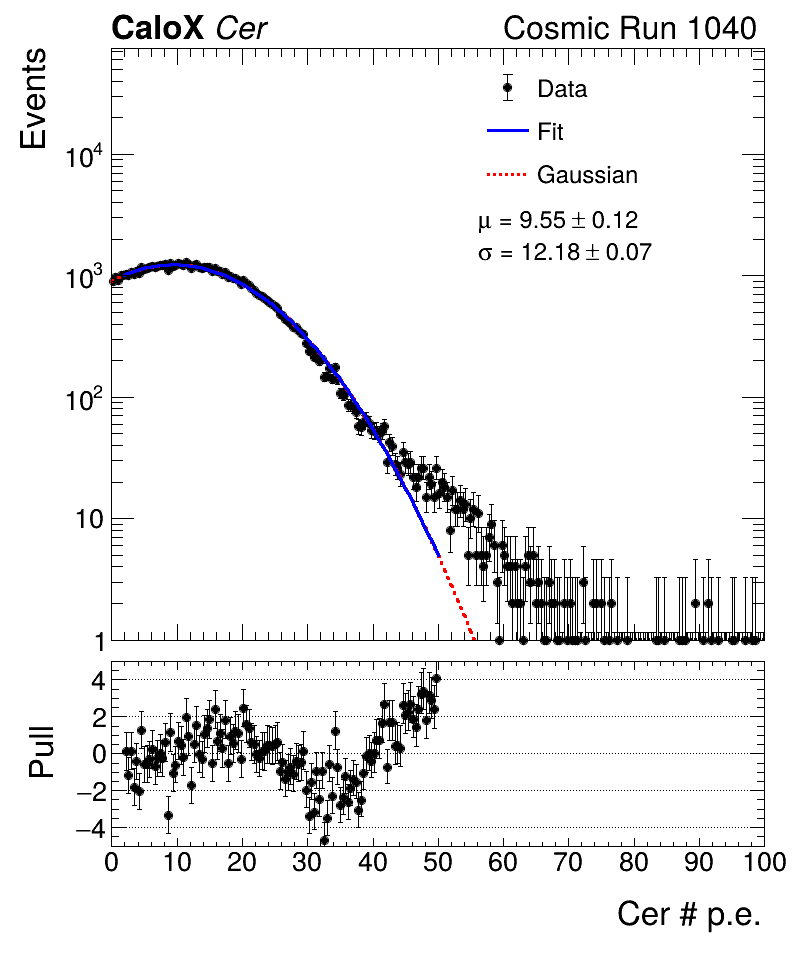 CaloX Cer Cosmic Run 1040
Events
Data
Fit
Gaussian
μ = 9.55 ± 0.12
σ = 12.18 ± 0.07
10⁴
10³
10²
10
1
Pull
4
2
0
−2
−4
0 10 20 30 40 50 60 70 80 90 100
Cer # p.e.